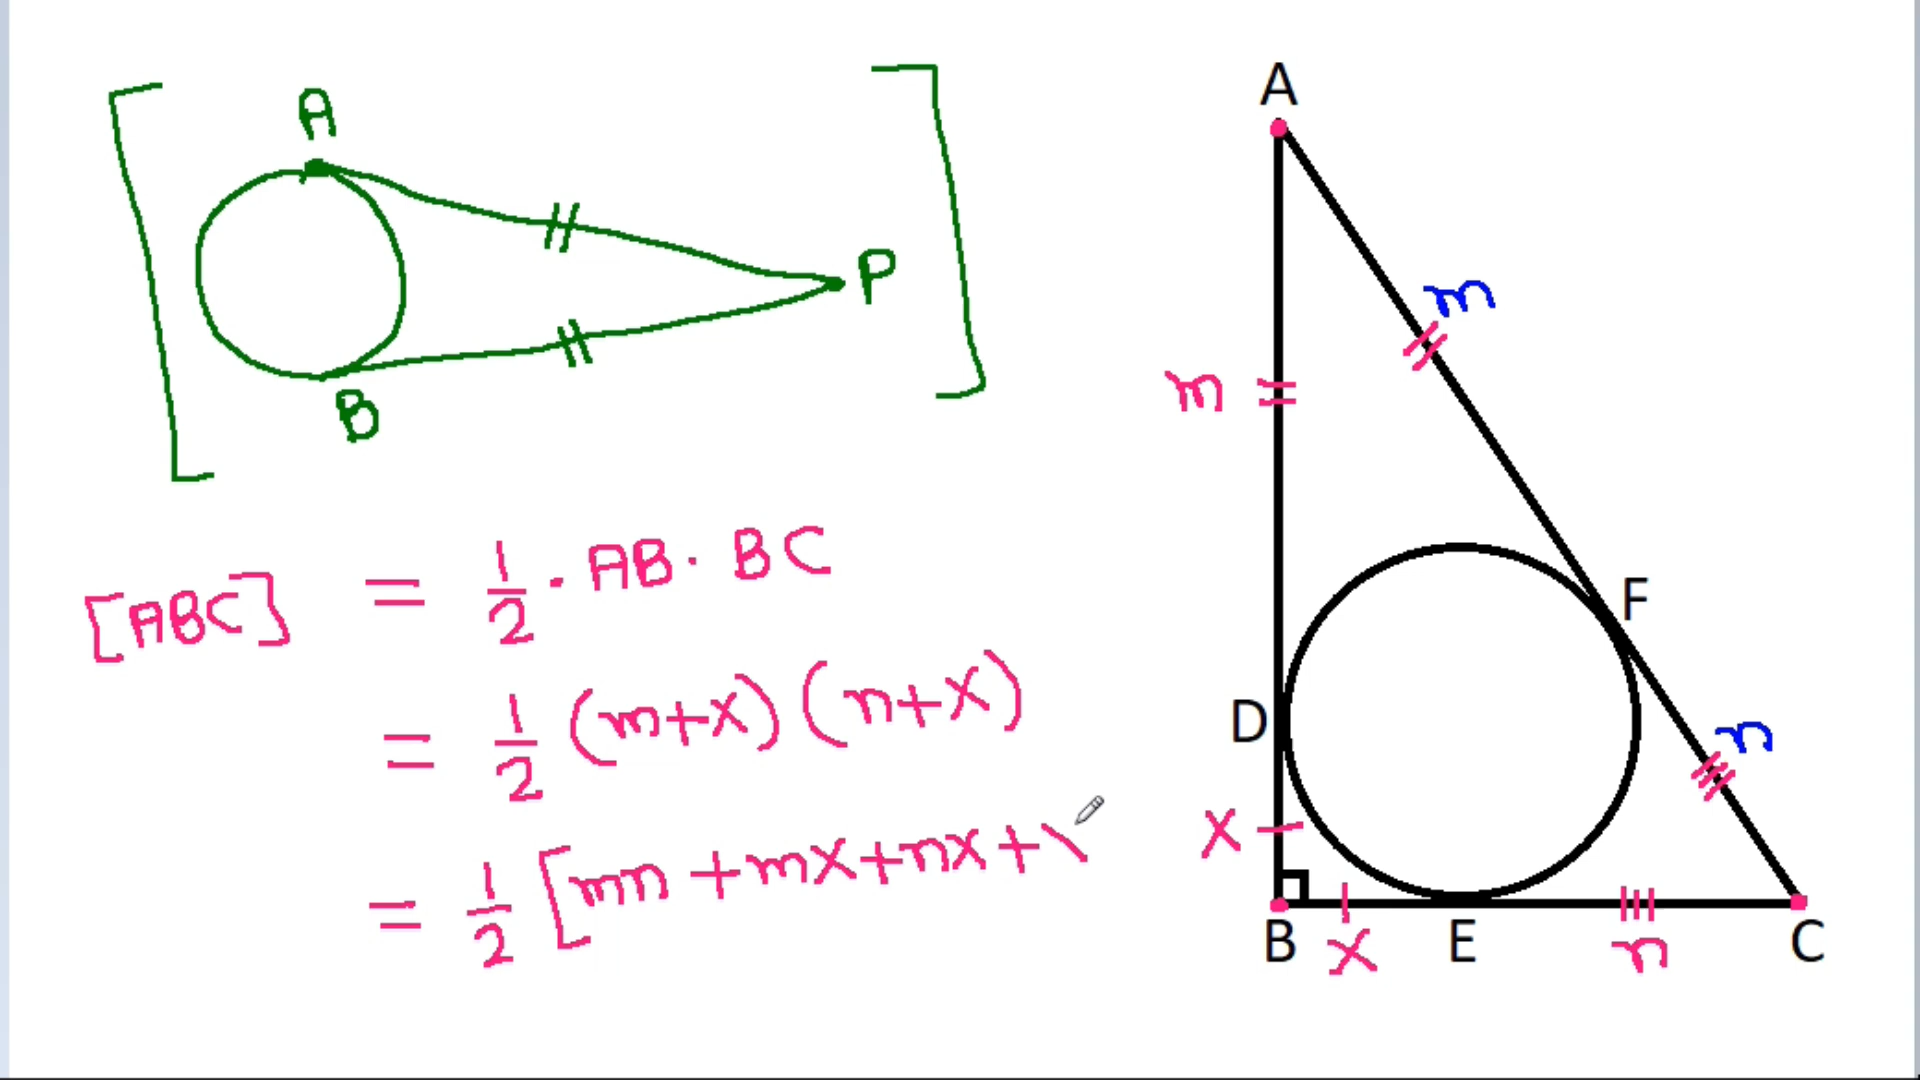 A
P
B
[ABC] = 1/2 · AB · BC
= 1/2 (m+x) (n+x)
= 1/2 [mn + mx + nx +
A
m
m
F
D
n
x
B x E n C